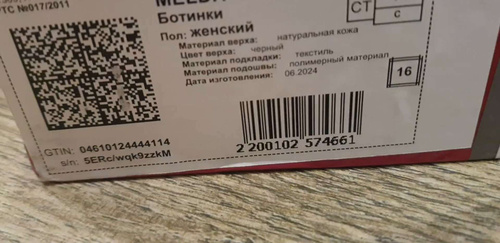 ТС №017/2011
Ботинки
Пол: женский
Материал верха: натуральная кожа
Цвет верха: черный
Материал подкладки: текстиль
Материал подошвы: полимерный материал
Дата изготовления: 06.2024
СТ
с
16
GTIN: 04610124444114
s/n: 5ERc/wqk9zzkM
2 200102 574661